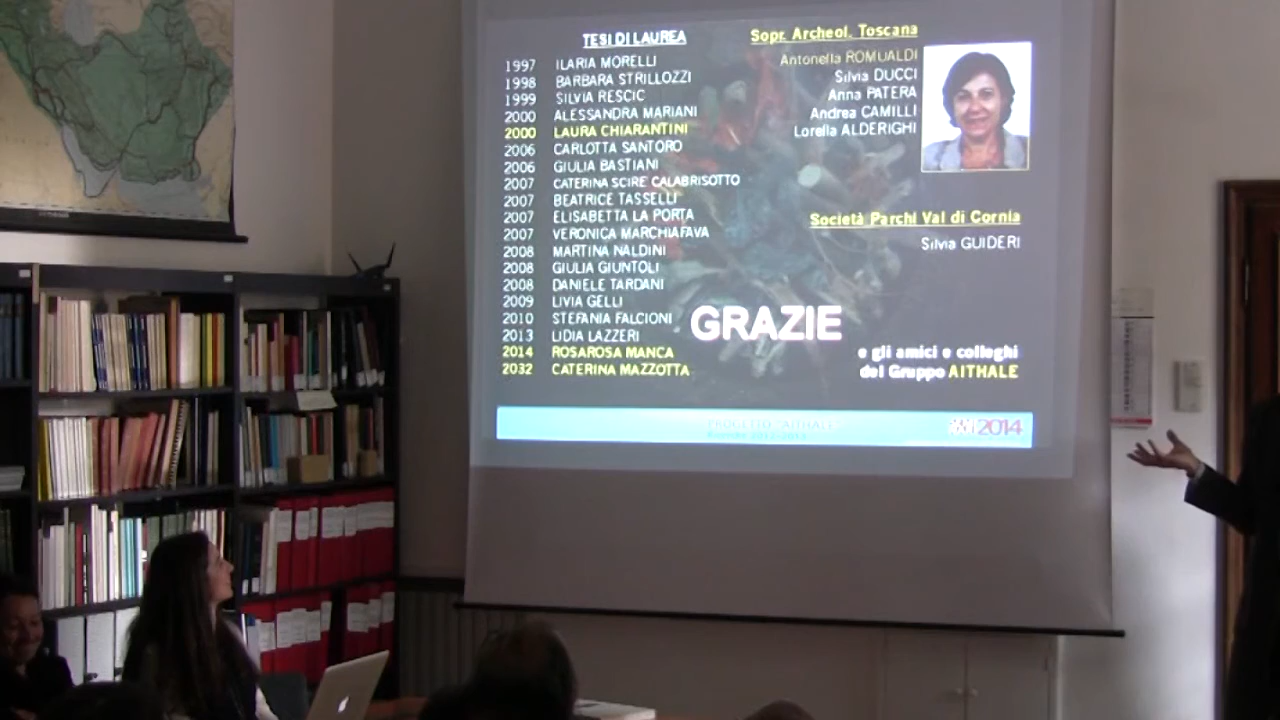 TESI DI LAUREA
1997 ILARIA MORELLI
1998 BARBARA STRILLOZZI
1999 SILVIA RESCIC
2000 ALESSANDRA MARIANI
2000 LAURA CHIARANTINI
2006 CARLOTTA SANTORO
2006 GIULIA BASTIANI
2007 CATERINA SCIRE CALABRISOTTO
2007 BEATRICE TASSELLI
2007 ELISABETTA LA PORTA
2007 VERONICA MARCHIAFAVA
2008 MARTINA NALDINI
2008 GIULIA GIUNTOLI
2008 DANIELE TARDANI
2009 LIVIA GELLI
2010 STEFANIA FALCIONI
2013 LIDIA LAZZERI
2014 ROSAROSA MANCA
2032 CATERINA MAZZOTTA
Sopr. Archeol. Toscana
Antonella ROMUALDI
Silvia DUCCI
Anna PATERA
Andrea CAMILLI
Lorella ALDERIGHI
Società Parchi Val di Cornia
Silvia GUIDERI
GRAZIE
e gli amici e colleghi
del Gruppo AITHALE
PROGETTO "AITHALE"
2014